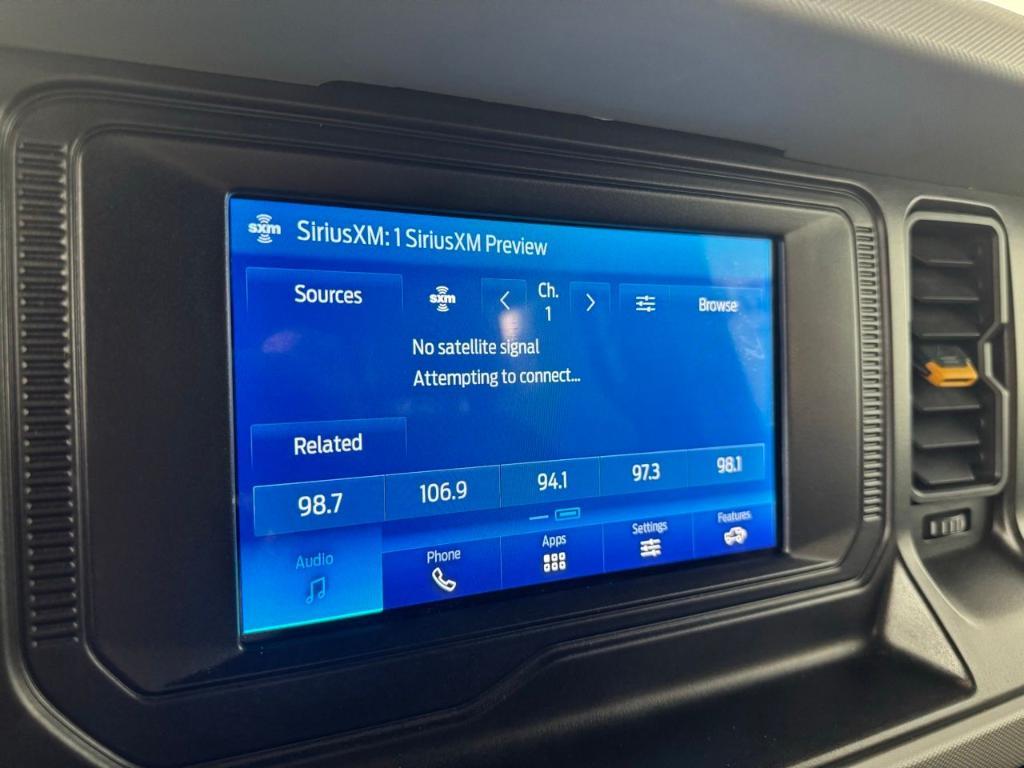 sxm SiriusXM: 1 SiriusXM Preview
Sources sxm < Ch. 1 > Browse
No satellite signal
Attempting to connect...
Related
98.7 106.9 94.1 97.3 98.1
Audio Phone Apps Settings Features